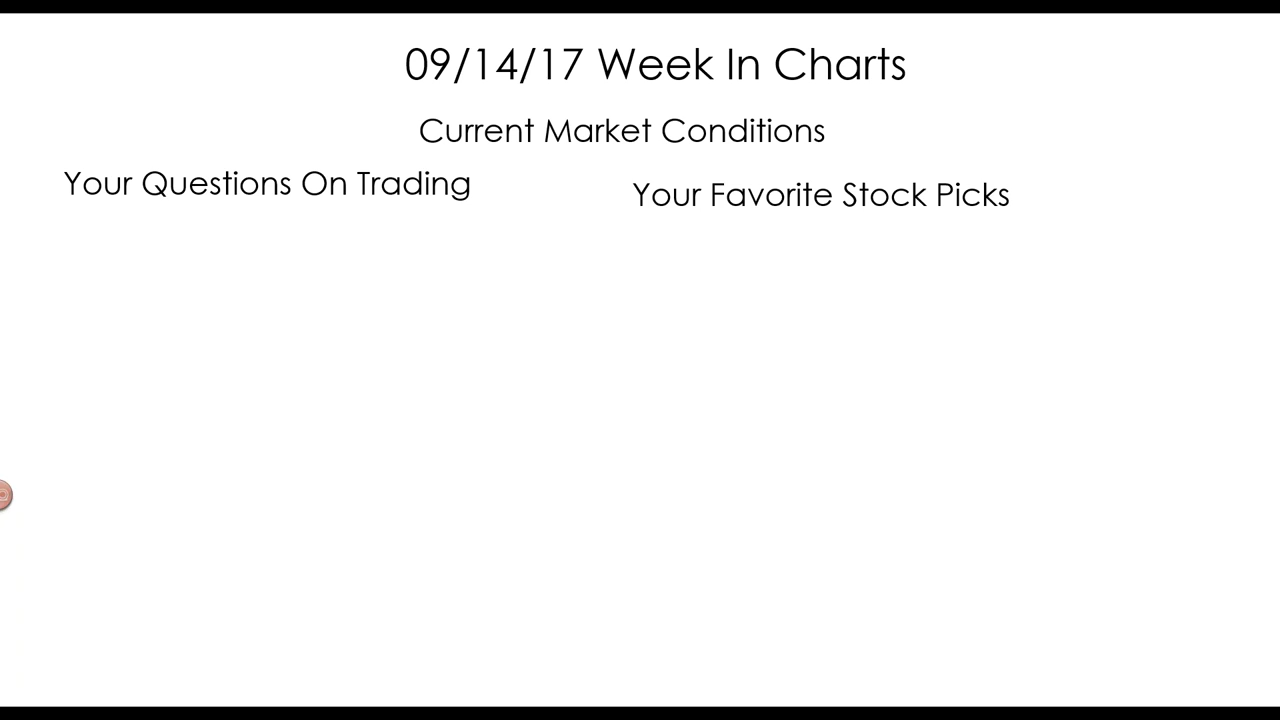 09/14/17 Week In Charts
Current Market Conditions
Your Questions On Trading
Your Favorite Stock Picks